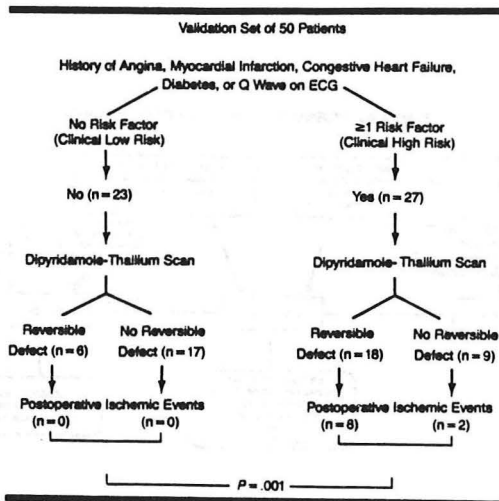 Validation Set of 50 Patients
History of Angina, Myocardial Infarction, Congestive Heart Failure,
Diabetes, or Q Wave on ECG
No Risk Factor
(Clinical Low Risk)
≥1 Risk Factor
(Clinical High Risk)
No (n=23)
Yes (n=27)
Dipyridamole-Thallium Scan
Dipyridamole-Thallium Scan
Reversible
Defect (n=6)
No Reversible
Defect (n=17)
Reversible
Defect (n=18)
No Reversible
Defect (n=9)
Postoperative Ischemic Events
(n=0)
(n=0)
Postoperative Ischemic Events
(n=8)
(n=2)
P=.001